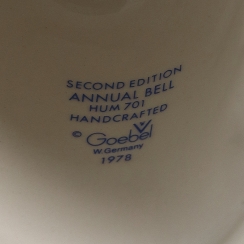 SECOND EDITION
ANNUAL BELL
HUM 701
HANDCRAFTED
© Goebel
W. Germany
1978